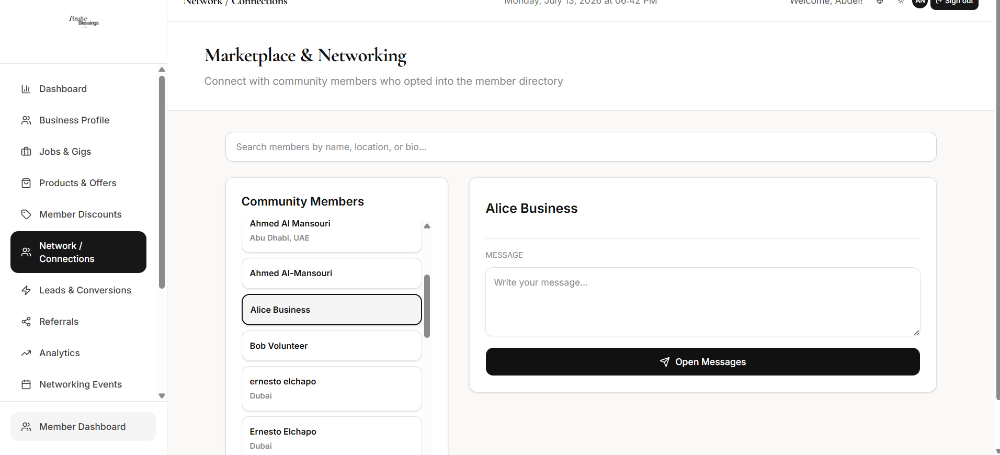 Passive
Blessings
Network / Connections
Monday, July 13, 2026 at 06:42 PM
Welcome, Abdel!
AN
Sign out
Dashboard
Business Profile
Jobs & Gigs
Products & Offers
Member Discounts
Network /
Connections
Leads & Conversions
Referrals
Analytics
Networking Events
Member Dashboard
Marketplace & Networking
Connect with community members who opted into the member directory
Search members by name, location, or bio...
Community Members
Ahmed Al Mansouri
Abu Dhabi, UAE
Ahmed Al-Mansouri
Alice Business
Bob Volunteer
ernesto elchapo
Dubai
Ernesto Elchapo
Dubai
Alice Business
MESSAGE
Write your message...
Open Messages